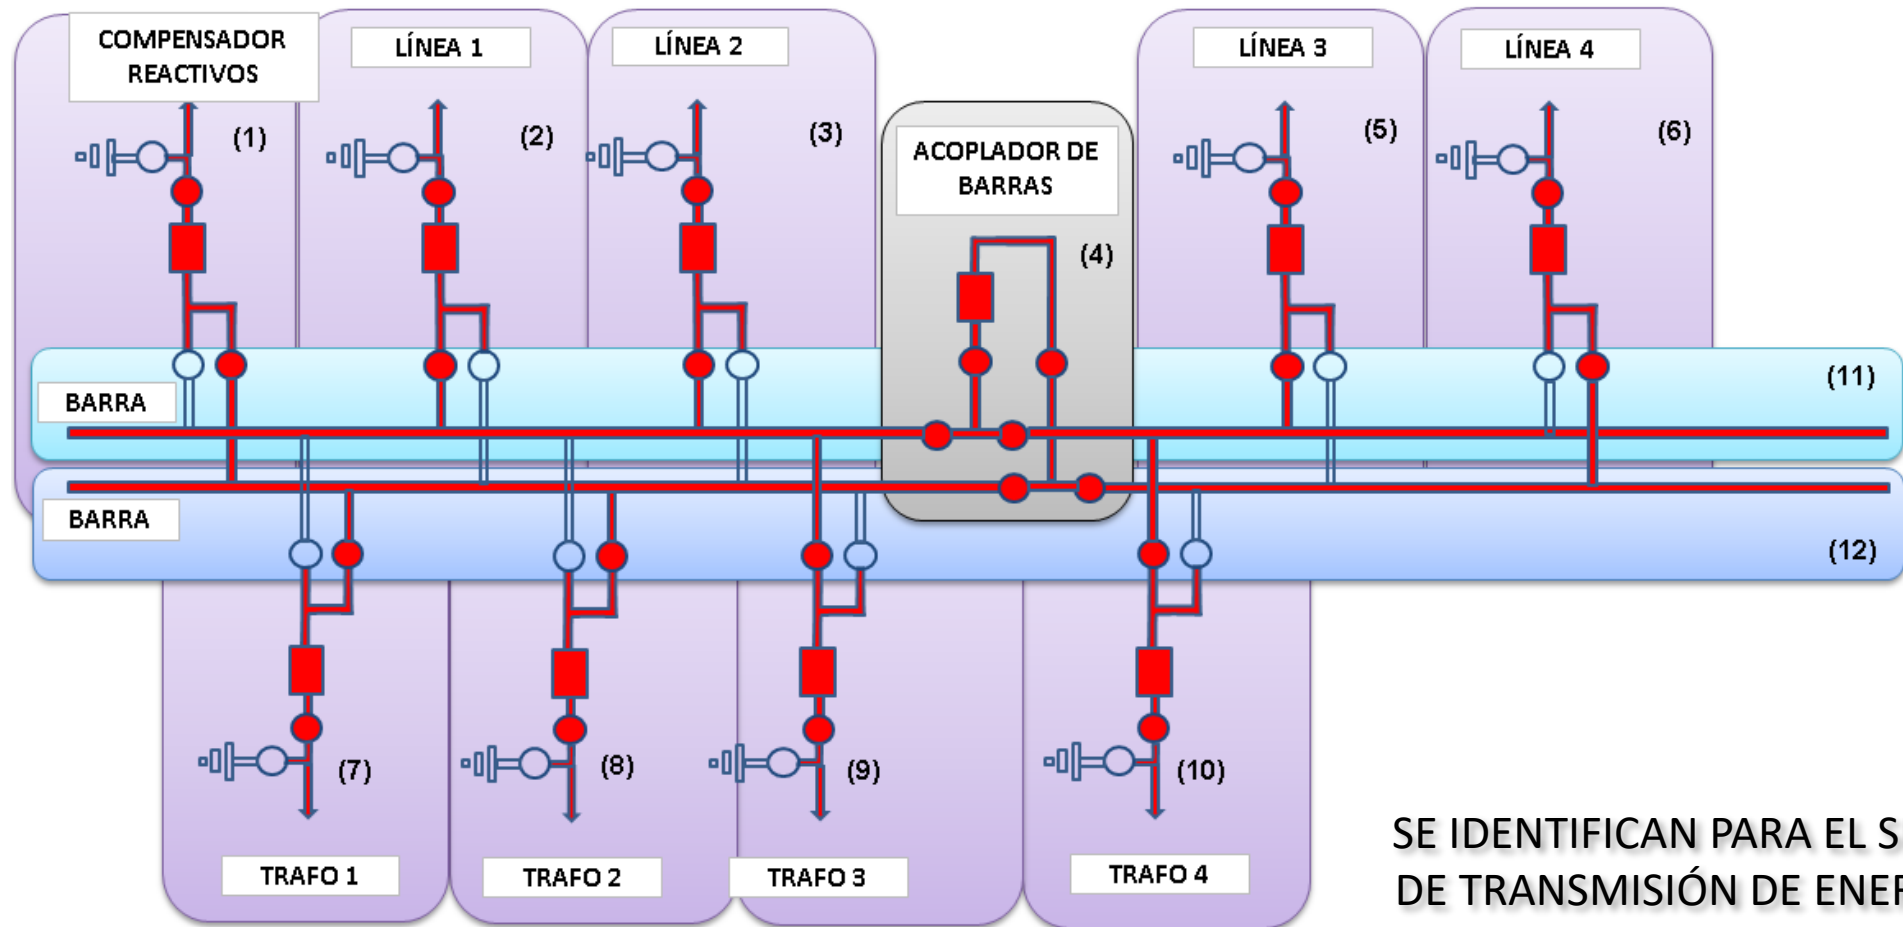 COMPENSADOR
REACTIVOS
(1)
LÍNEA 1
(2)
LÍNEA 2
(3)
ACOPLADOR DE
BARRAS
(4)
LÍNEA 3
(5)
LÍNEA 4
(6)
BARRA
(11)
BARRA
(12)
(7)
TRAFO 1
(8)
TRAFO 2
(9)
TRAFO 3
(10)
TRAFO 4
SE IDENTIFICAN PARA EL S
DE TRANSMISIÓN DE